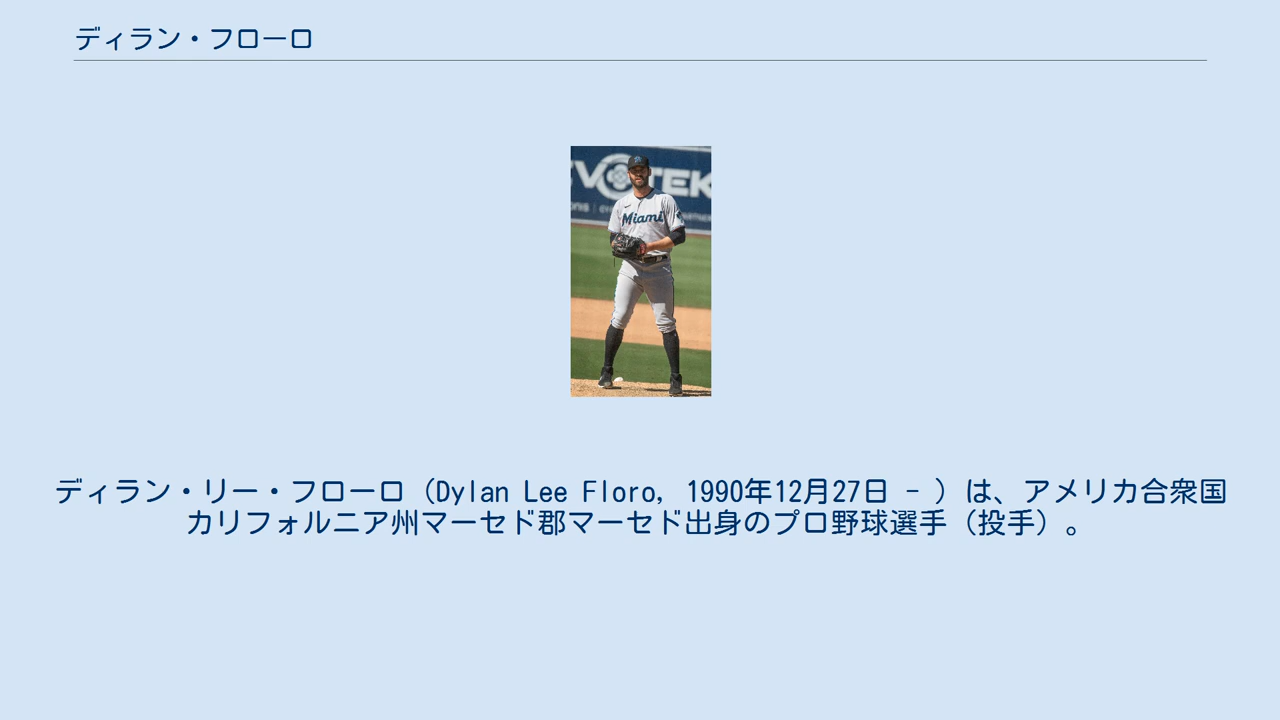 ディラン・フローロ
VOTEK
Miami
ディラン・リー・フローロ（Dylan Lee Floro, 1990年12月27日 - ）は、アメリカ合衆国
カリフォルニア州マーセド郡マーセド出身のプロ野球選手（投手）。